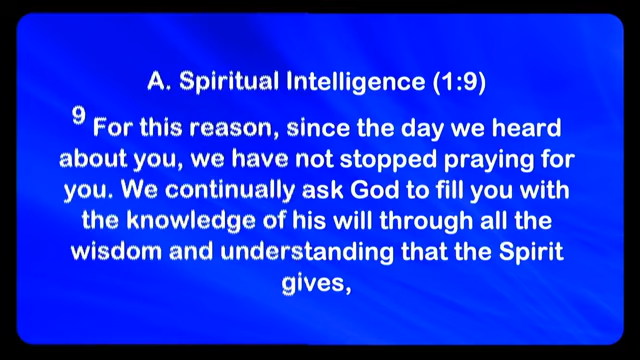 A. Spiritual Intelligence (1:9)
9 For this reason, since the day we heard
about you, we have not stopped praying for
you. We continually ask God to fill you with
the knowledge of his will through all the
wisdom and understanding that the Spirit
gives,